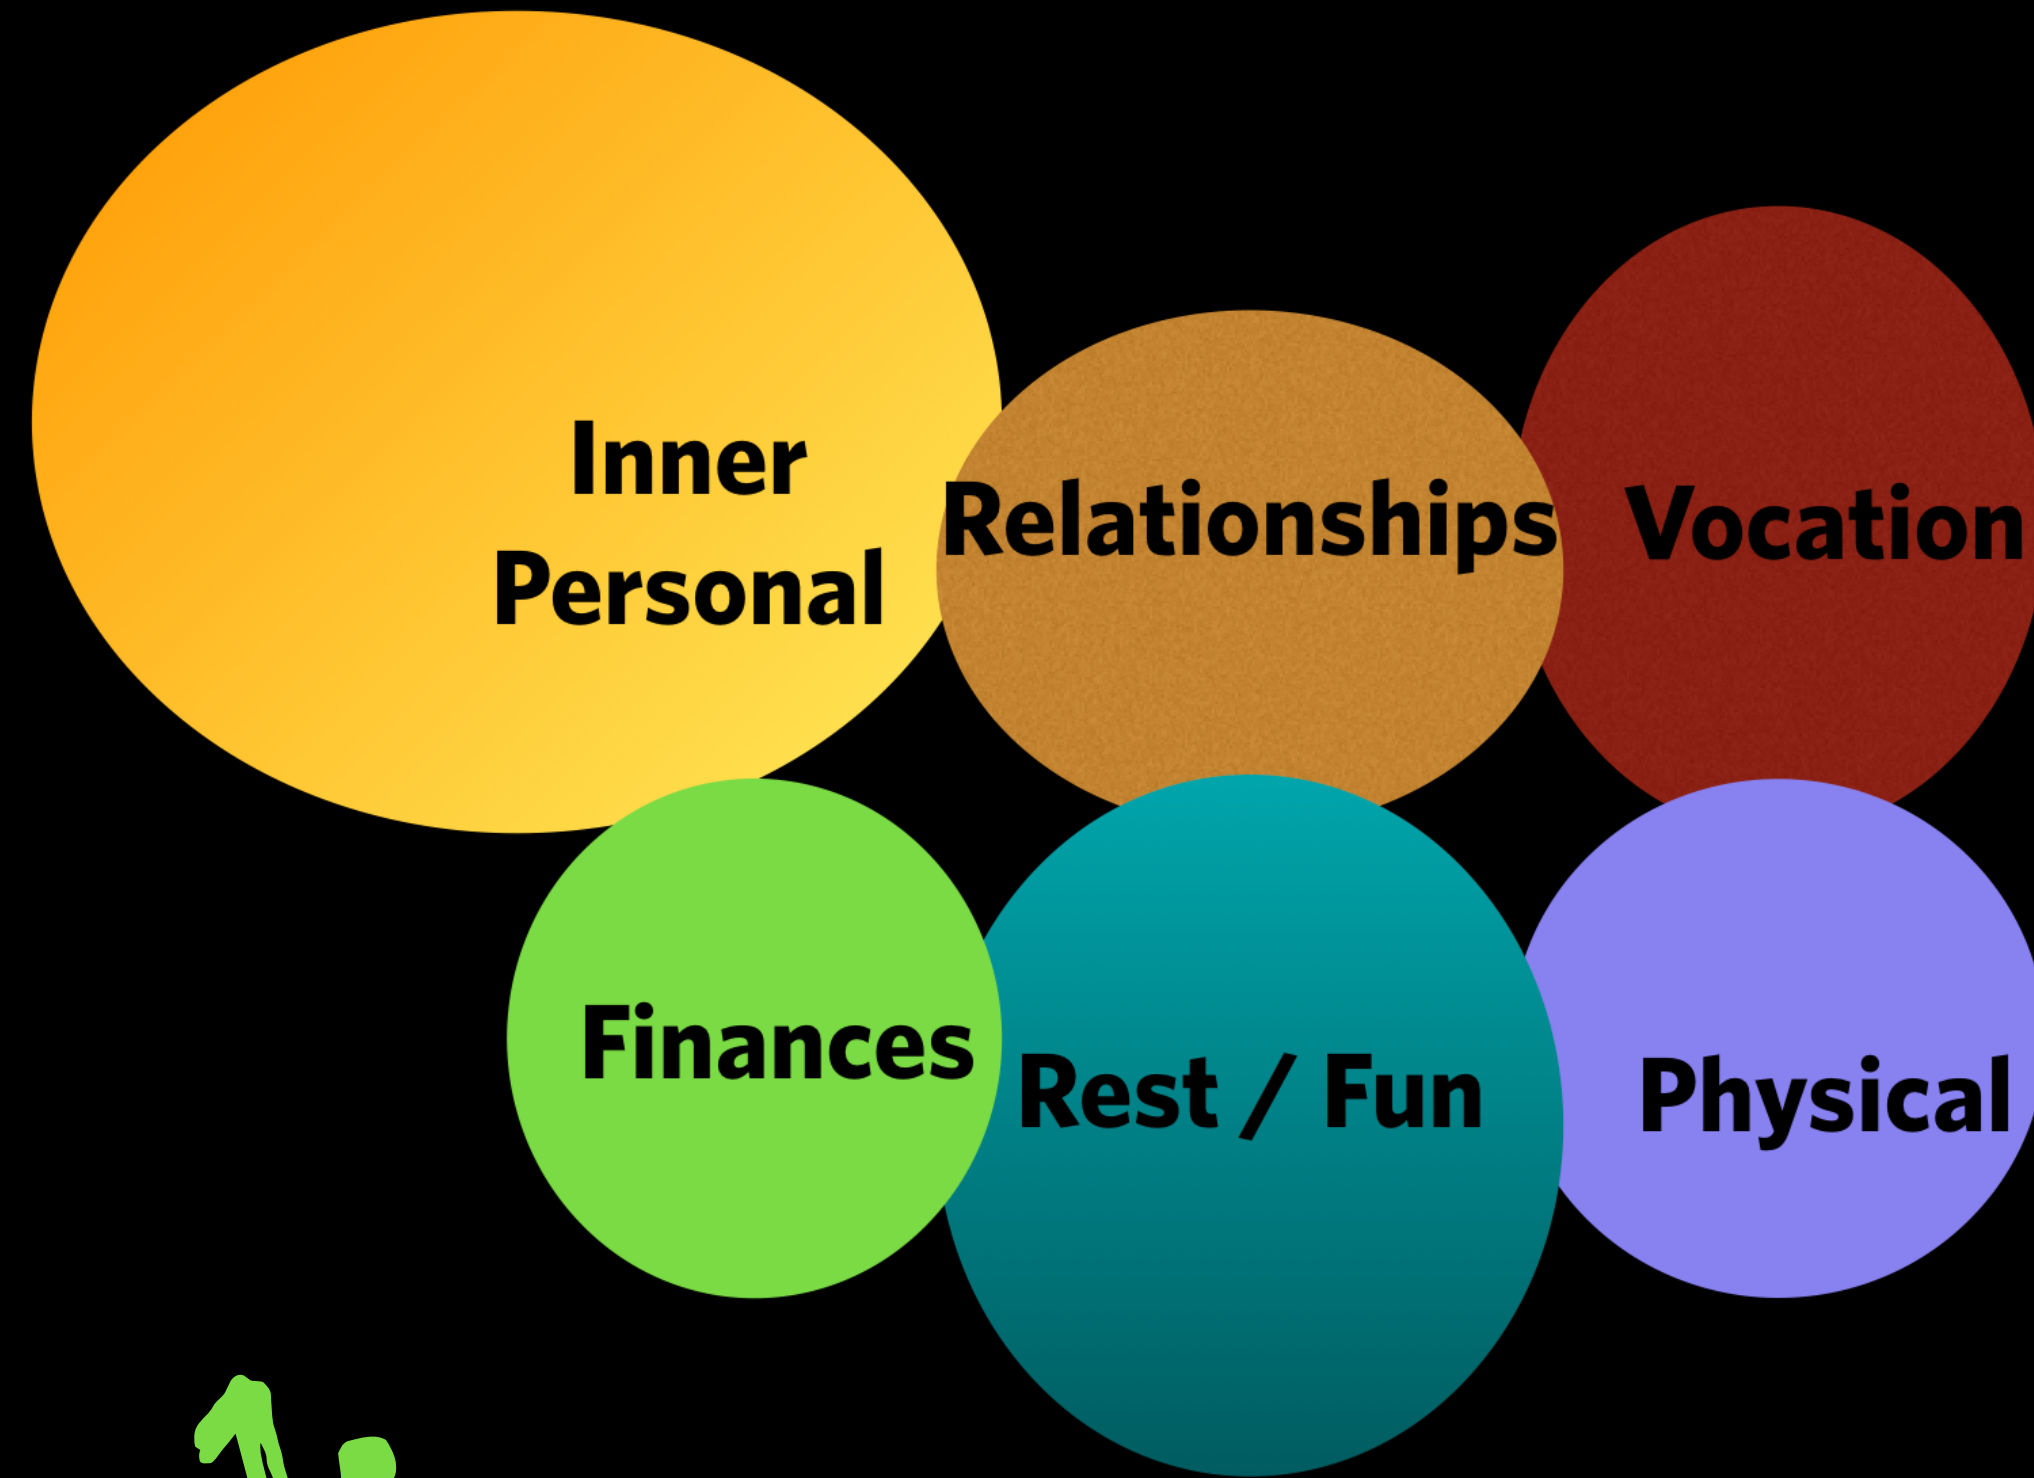 Inner
Personal
Relationships
Vocation
Finances
Rest / Fun
Physical